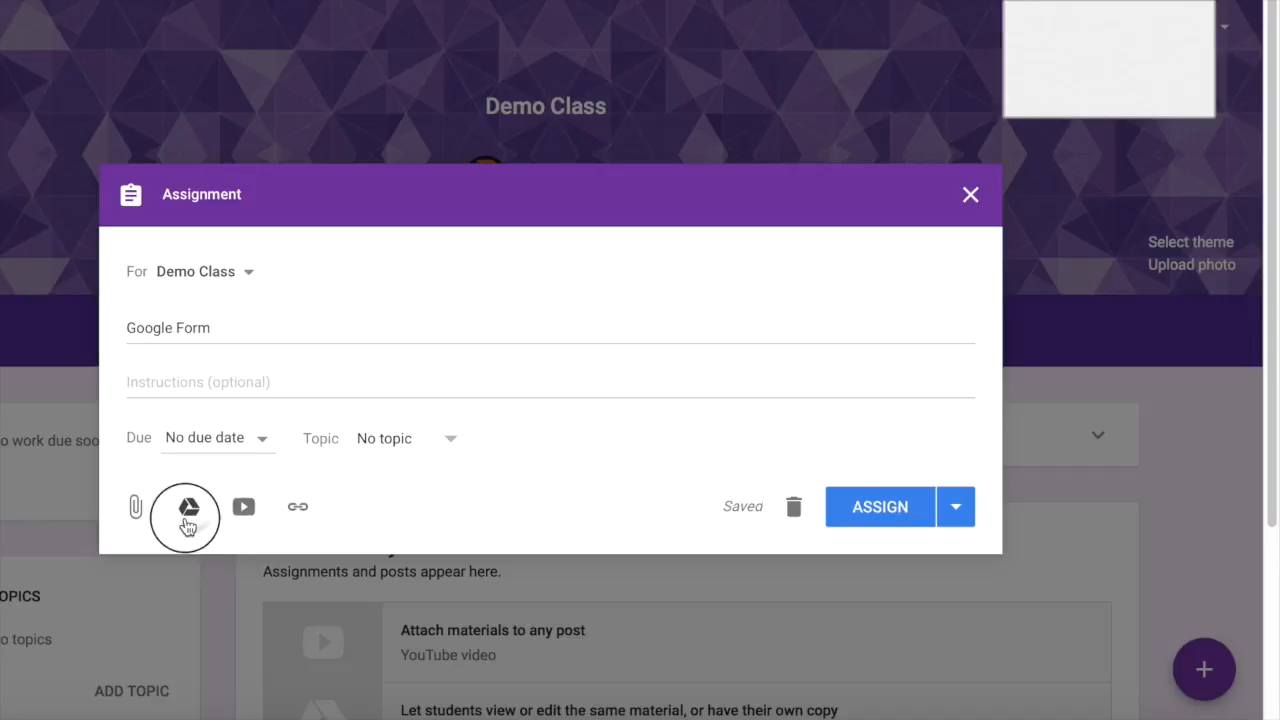 Demo Class
Assignment
Select theme
Upload photo
For Demo Class
Google Form
Instructions (optional)
Due No due date Topic No topic
o work due soo
Saved ASSIGN
Assignments and posts appear here.
OPICS
o topics
ADD TOPIC
Attach materials to any post
YouTube video
Let students view or edit the same material, or have their own copy